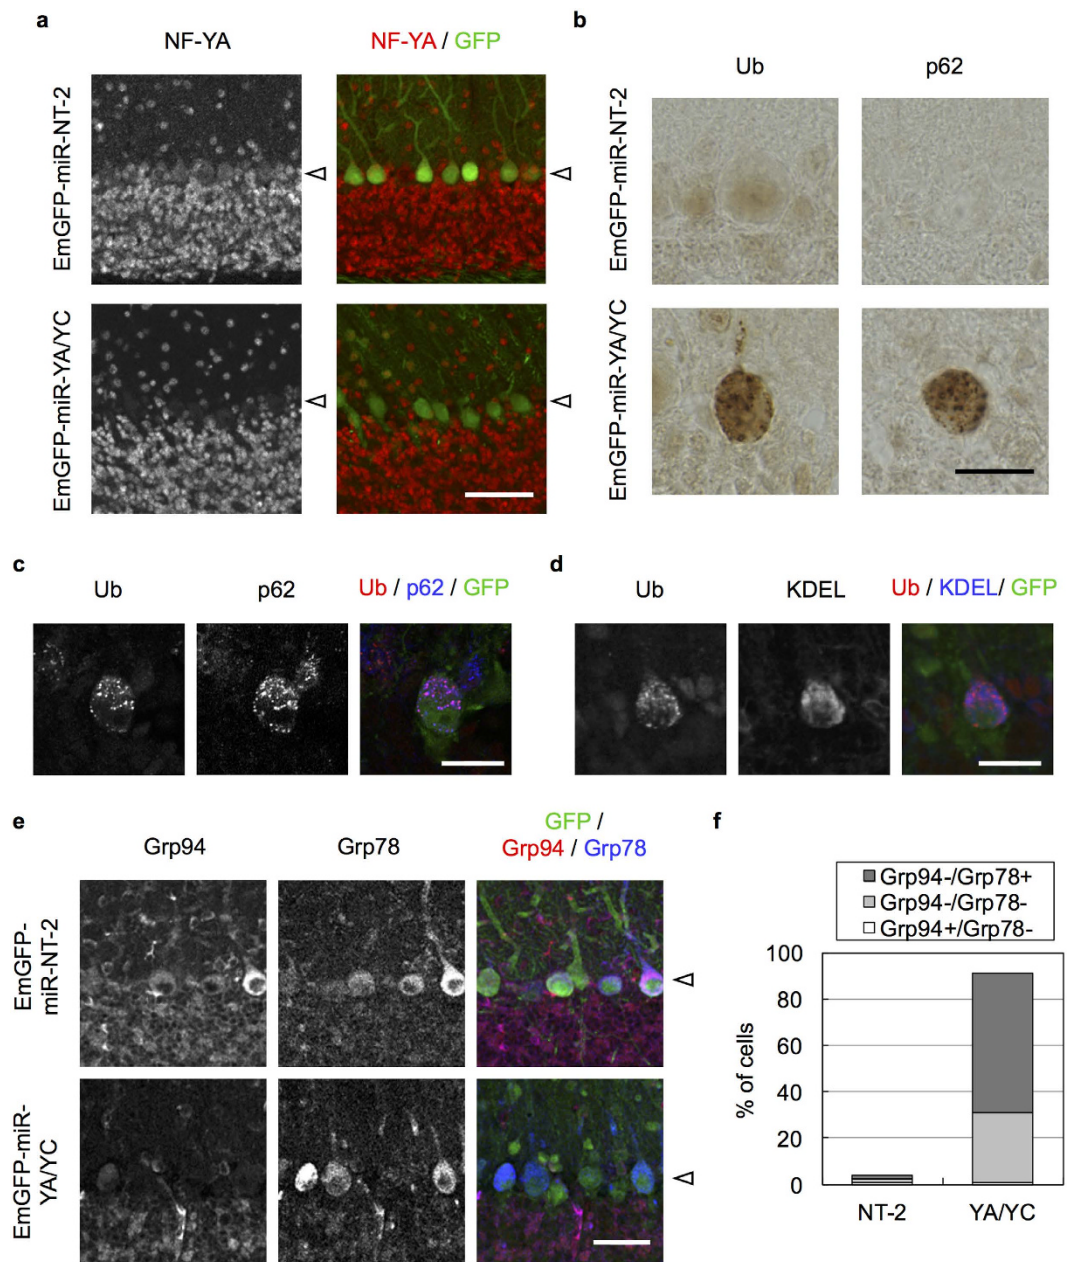 a
NF-YA
NF-YA / GFP
EmGFP-miR-NT-2
EmGFP-miR-YA/YC
b
Ub
p62
EmGFP-miR-NT-2
EmGFP-miR-YA/YC
c
Ub
p62
Ub / p62 / GFP
d
Ub
KDEL
Ub / KDEL/ GFP
e
Grp94
Grp78
GFP /
Grp94 / Grp78
EmGFP-
miR-NT-2
EmGFP-miR-
YA/YC
f
Grp94-/Grp78+
Grp94-/Grp78-
Grp94+/Grp78-
% of cells
100
80
60
40
20
0
NT-2
YA/YC